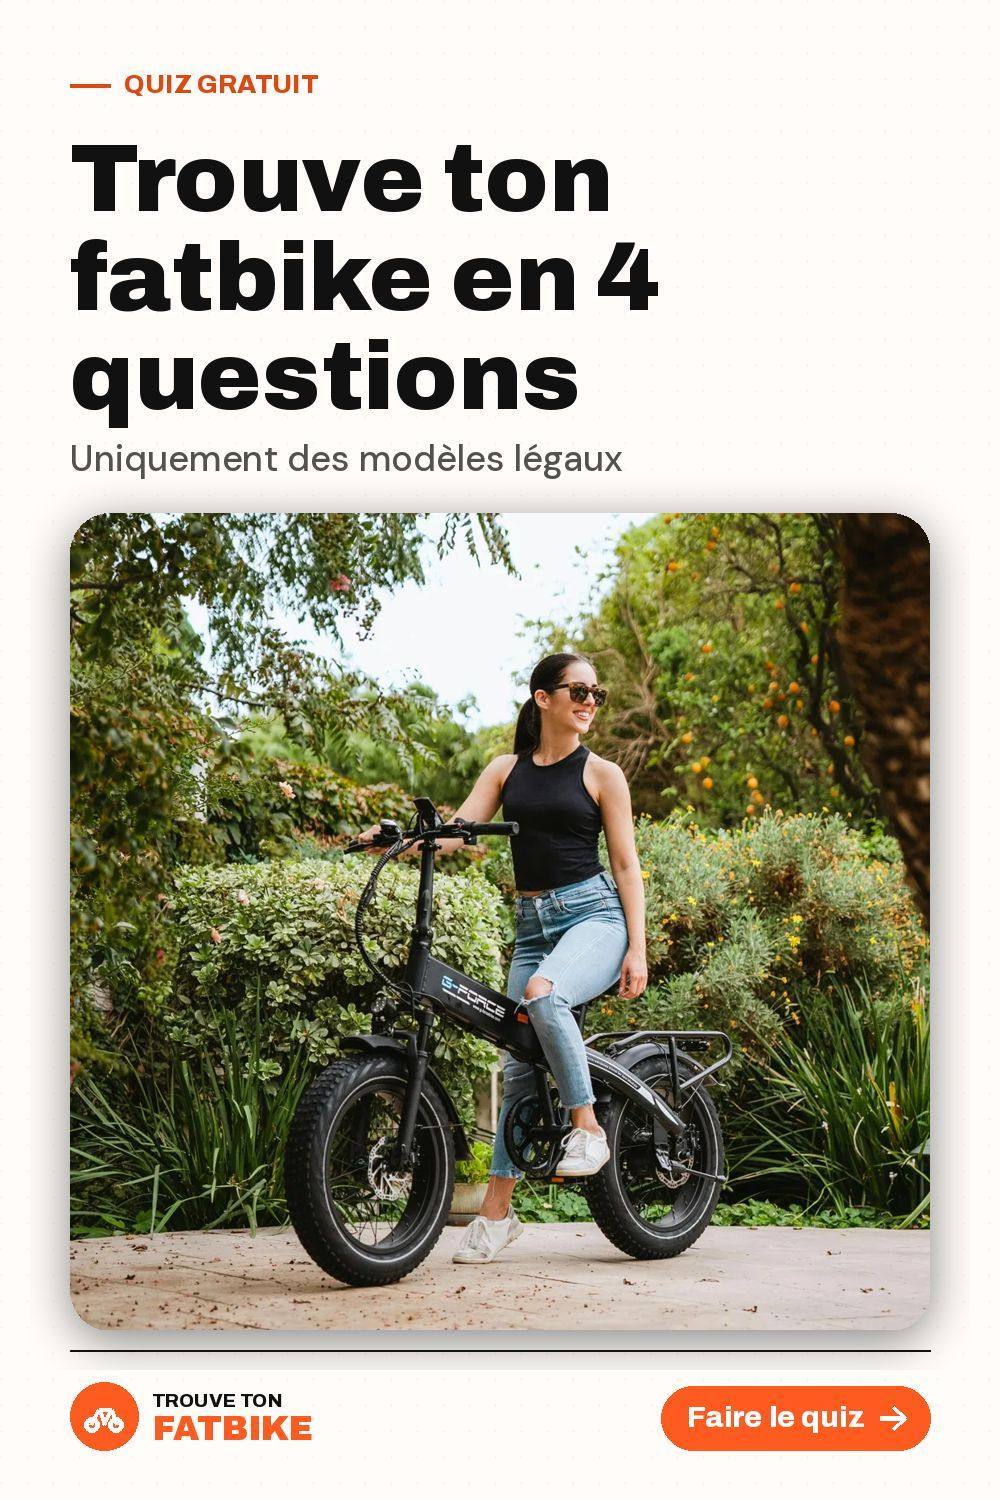 QUIZ GRATUIT
Trouve ton
fatbike en 4
questions
Uniquement des modèles légaux
G-FORCE
TROUVE TON
FATBIKE
Faire le quiz →